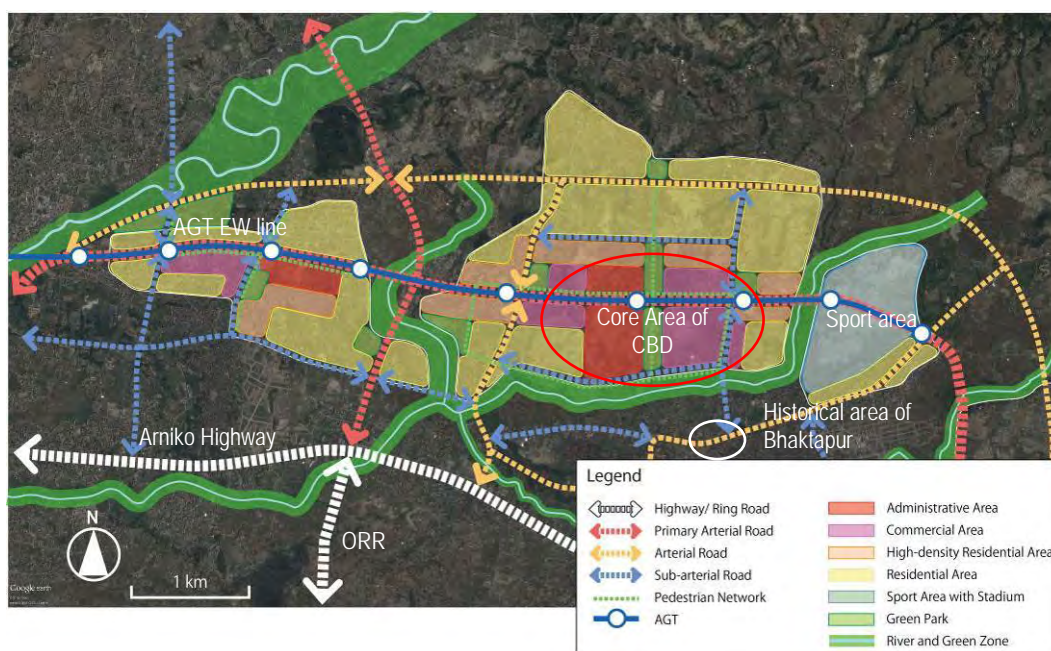 AGT EW line
Core Area of
CBD
Sport area
Historical area of
Bhaktapur
Arniko Highway
N
ORR
1 km
Google earth
Legend
Highway/ Ring Road
Primary Arterial Road
Arterial Road
Sub-arterial Road
Pedestrian Network
AGT
Administrative Area
Commercial Area
High-density Residential Area
Residential Area
Sport Area with Stadium
Green Park
River and Green Zone